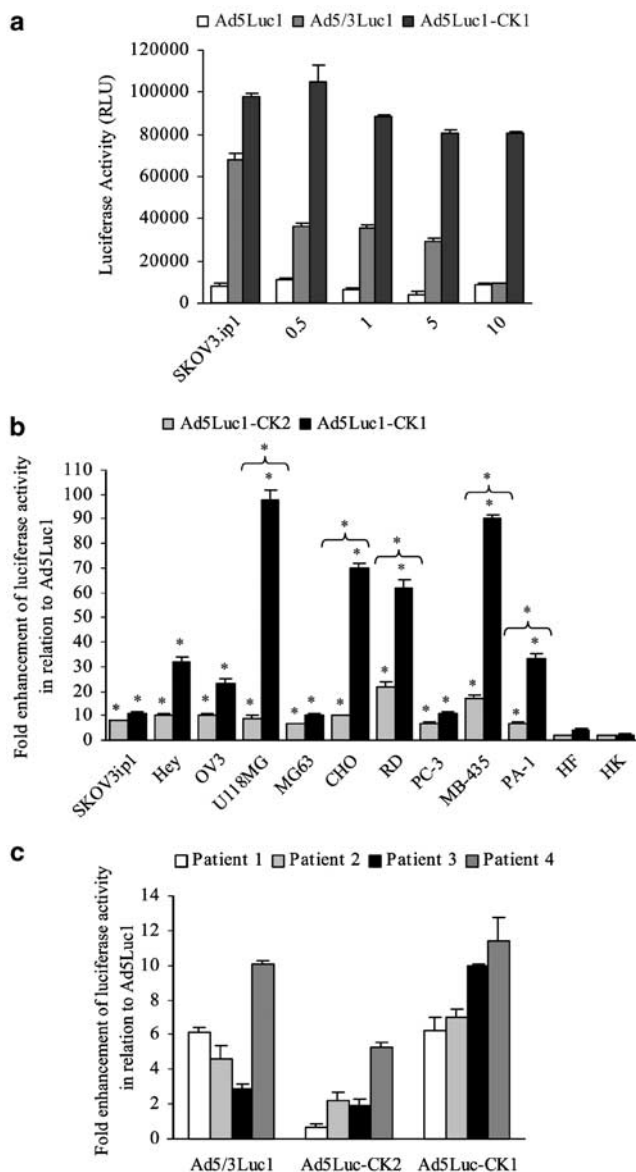 a
Ad5Luc1 Ad5/3Luc1 Ad5Luc1-CK1
Luciferase Activity (RLU)
120000
100000
80000
60000
40000
20000
0
SKOV3.ip1 0.5 1 5 10
b
Ad5Luc1-CK2 Ad5Luc1-CK1
Fold enhancement of luciferase activity
in relation to Ad5Luc1
110
100
90
80
70
60
50
40
30
20
10
0
* * * * * * * * * * * * * * * * * * * * * * * * *
SKOV3ip1 Hey OV3 U118MG MG63 CHO RD PC-3 MB-435 PA-1 HF HK
c
Patient 1 Patient 2 Patient 3 Patient 4
Fold enhancement of luciferase activity
in relation to Ad5Luc1
14
12
10
8
6
4
2
0
Ad5/3Luc1 Ad5Luc-CK2 Ad5Luc-CK1